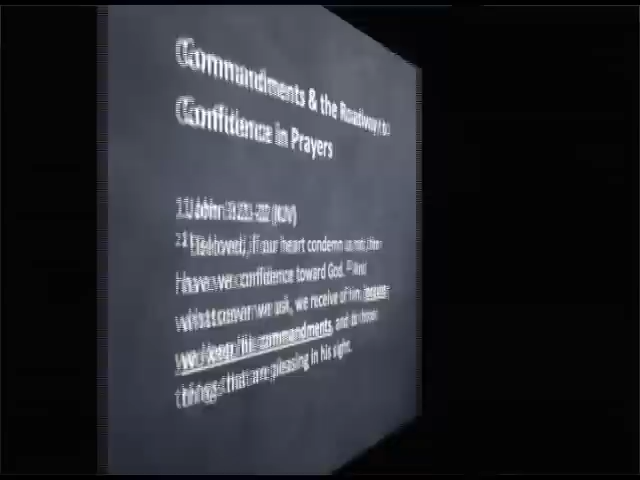 Commandments & the Roadway to
Confidence in Prayers
1 John 3:21-22 (KJV)
21 Beloved, if our heart condemn us not, then
have we confidence toward God. 22 And
whatsoever we ask, we receive of him, because
we keep his commandments, and do those
things that are pleasing in his sight.